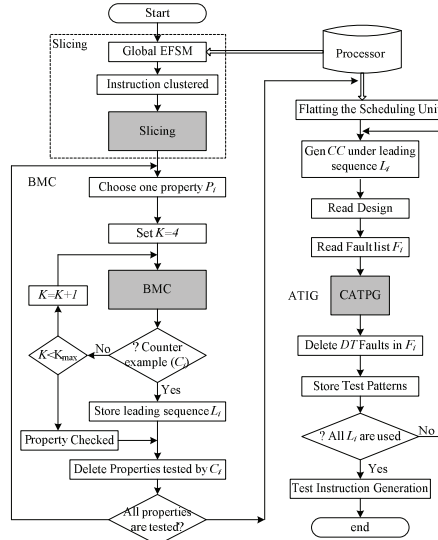 Start
Slicing
Global EFSM
Instruction clustered
Slicing
BMC
Choose one property Pi
Set K=4
BMC
K=K+1
K<Kmax
No
? Counter
example (Ci)
Yes
Store leading sequence Li
Property Checked
Delete Properties tested by Ci
All properties
are tested?
Processor
Flatting the Scheduling Unit
Gen CC under leading
sequence Li
Read Design
Read Fault list Fi
ATIG
CATPG
Delete DT Faults in Fi
Store Test Patterns
? All Li are used
No
Yes
Test Instruction Generation
end